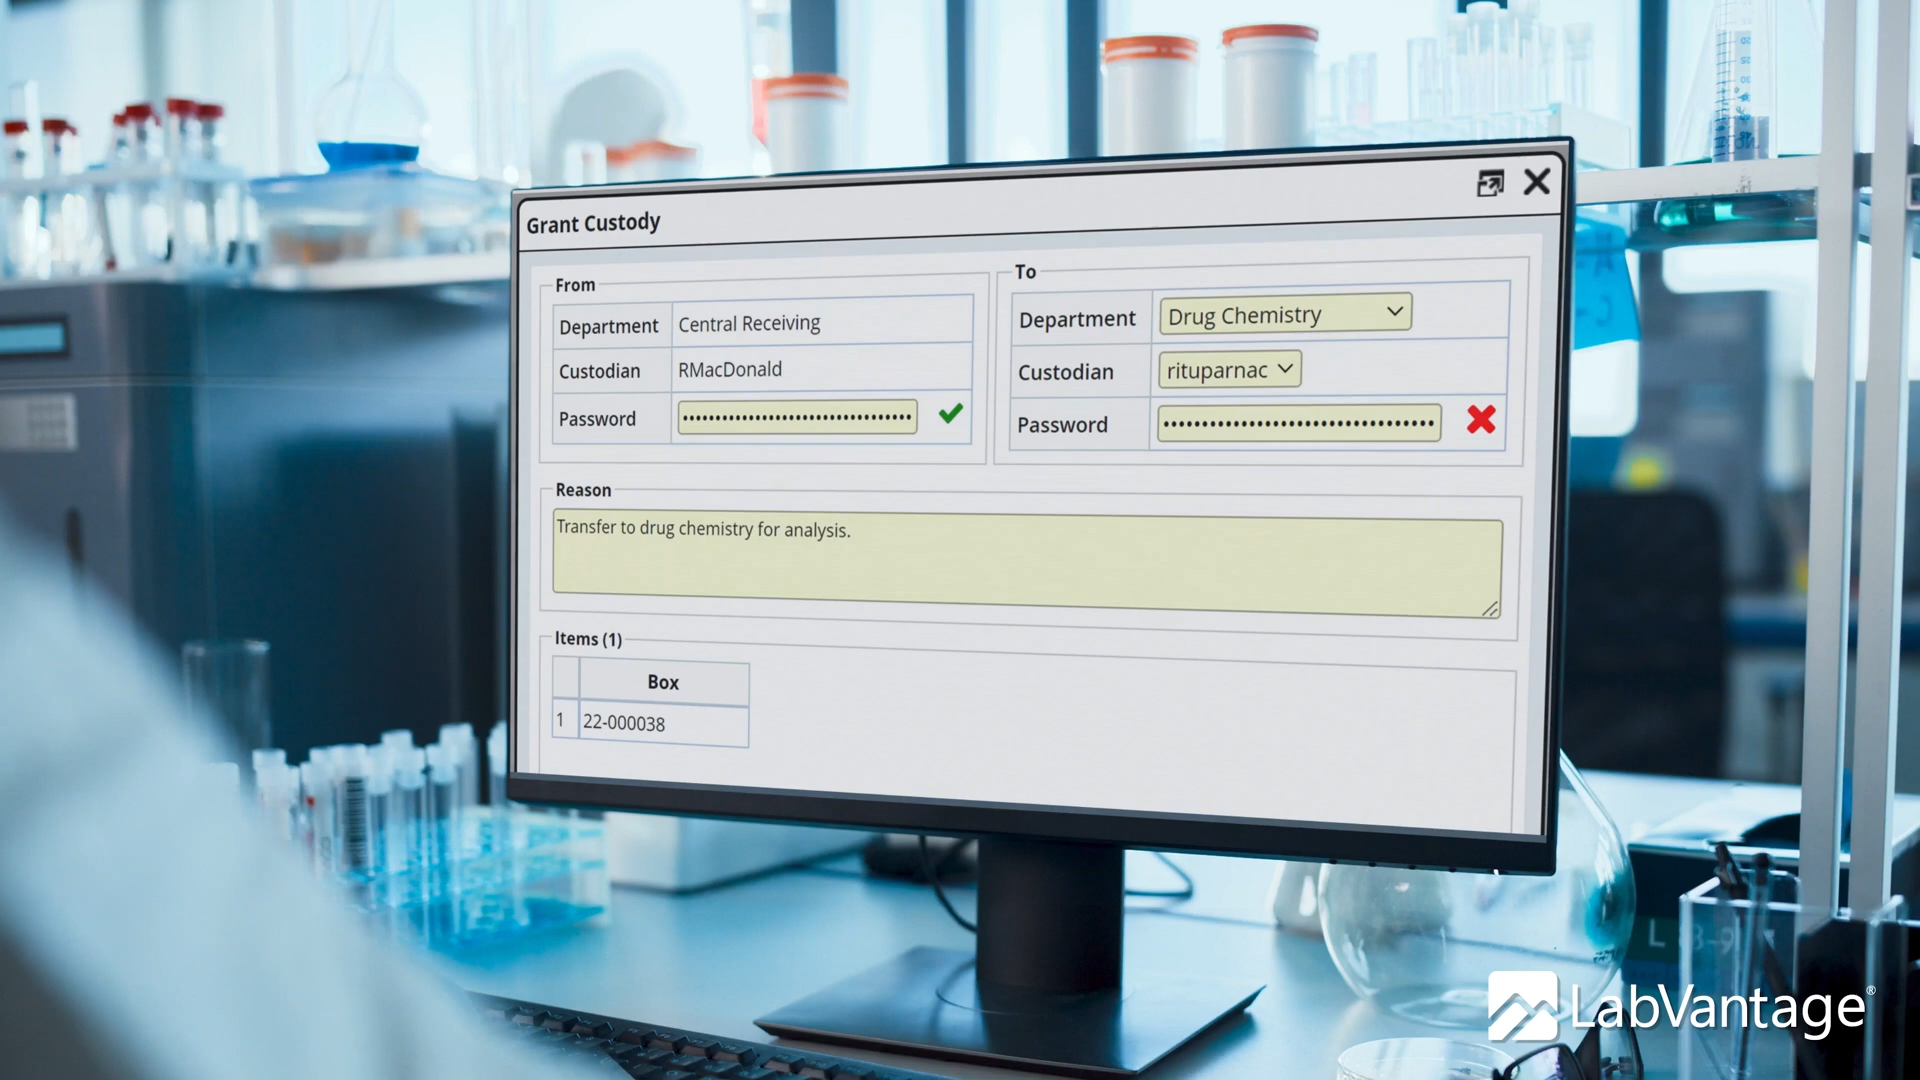 Grant Custody
From
Department Central Receiving
Custodian RMacDonald
Password ••••••••••••••••••••••••••••••••••
To
Department Drug Chemistry
Custodian rituparnac
Password ••••••••••••••••••••••••••••••••••
Reason
Transfer to drug chemistry for analysis.
Items (1)
Box
1 22-000038
LabVantage®